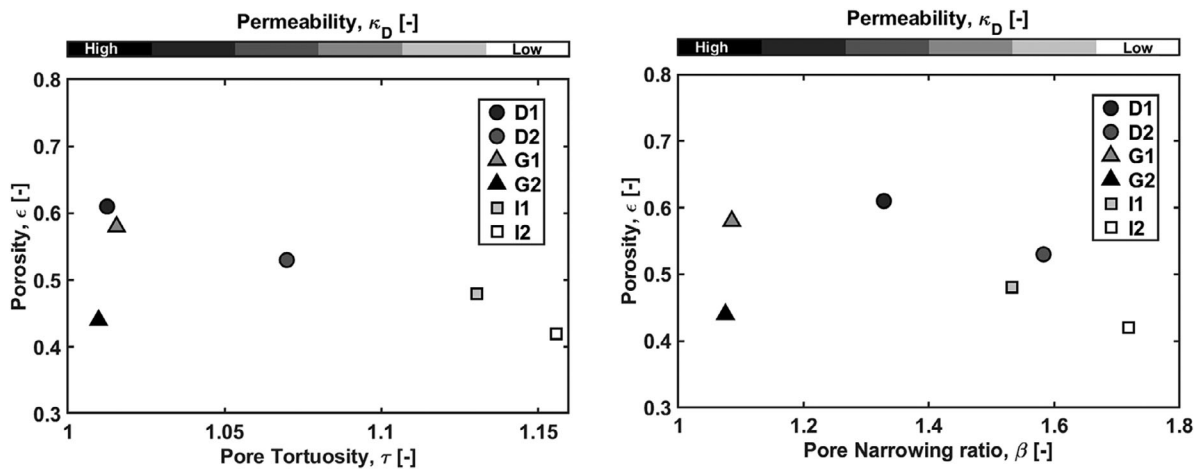 Permeability, κD [-]
High Low
Porosity, ϵ [-]
0.8
0.7
0.6
0.5
0.4
0.3
D1
D2
G1
G2
I1
I2
1 1.05 1.1 1.15
Pore Tortuosity, τ [-]
Permeability, κD [-]
High Low
Porosity, ϵ [-]
0.8
0.7
0.6
0.5
0.4
0.3
D1
D2
G1
G2
I1
I2
1 1.2 1.4 1.6 1.8
Pore Narrowing ratio, β [-]